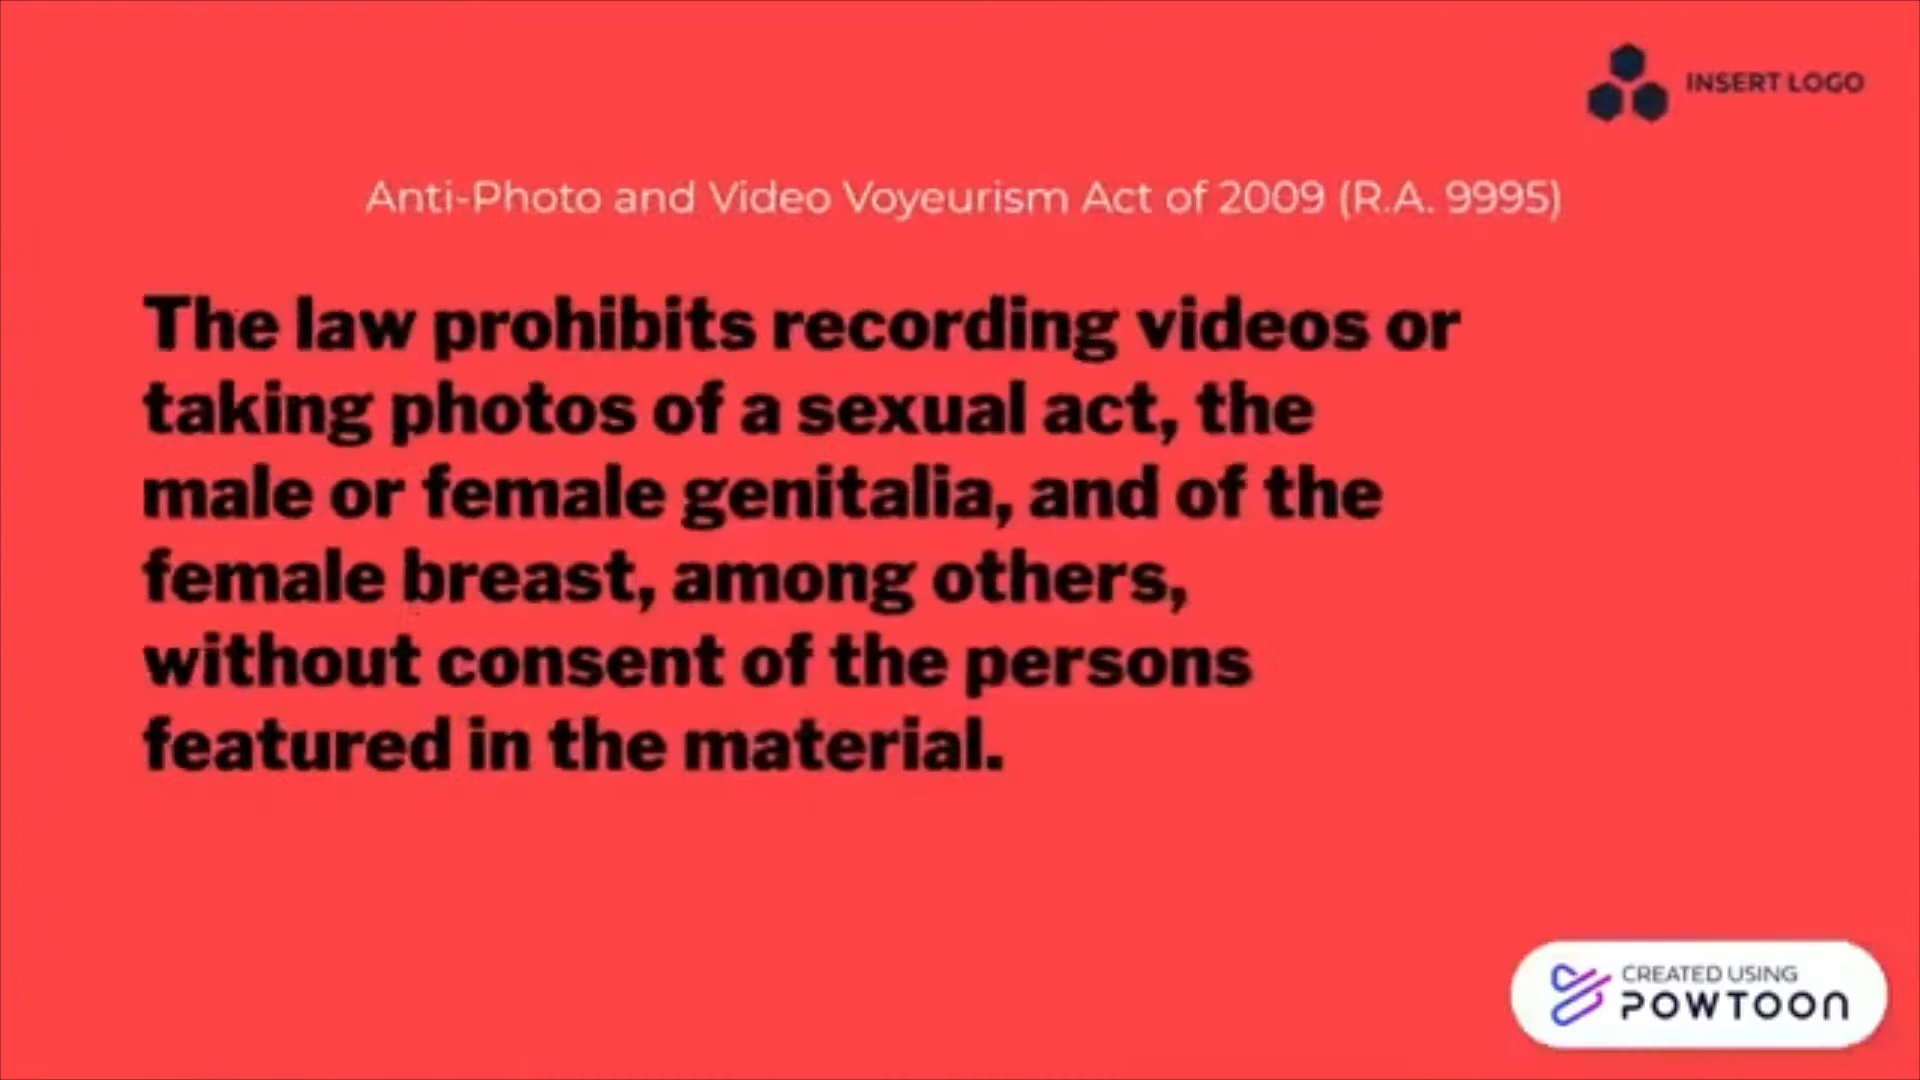 INSERT LOGO
Anti-Photo and Video Voyeurism Act of 2009 (R.A. 9995)
The law prohibits recording videos or
taking photos of a sexual act, the
male or female genitalia, and of the
female breast, among others,
without consent of the persons
featured in the material.
CREATED USING
POWTOON